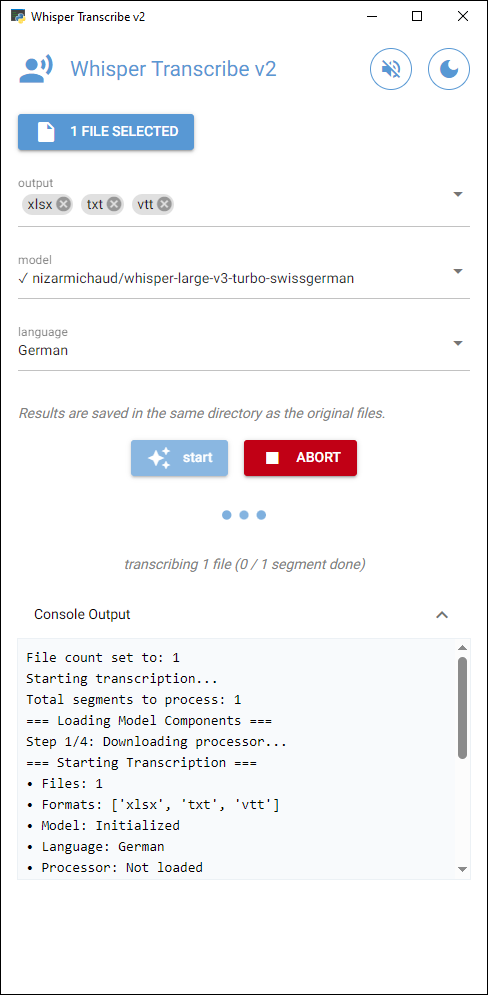 Whisper Transcribe v2
Whisper Transcribe v2
1 FILE SELECTED
output
xlsx txt vtt
model
✓ nizarmichaud/whisper-large-v3-turbo-swissgerman
language
German
Results are saved in the same directory as the original files.
start ABORT
transcribing 1 file (0 / 1 segment done)
Console Output
File count set to: 1
Starting transcription...
Total segments to process: 1
=== Loading Model Components ===
Step 1/4: Downloading processor...
=== Starting Transcription ===
• Files: 1
• Formats: ['xlsx', 'txt', 'vtt']
• Model: Initialized
• Language: German
• Processor: Not loaded